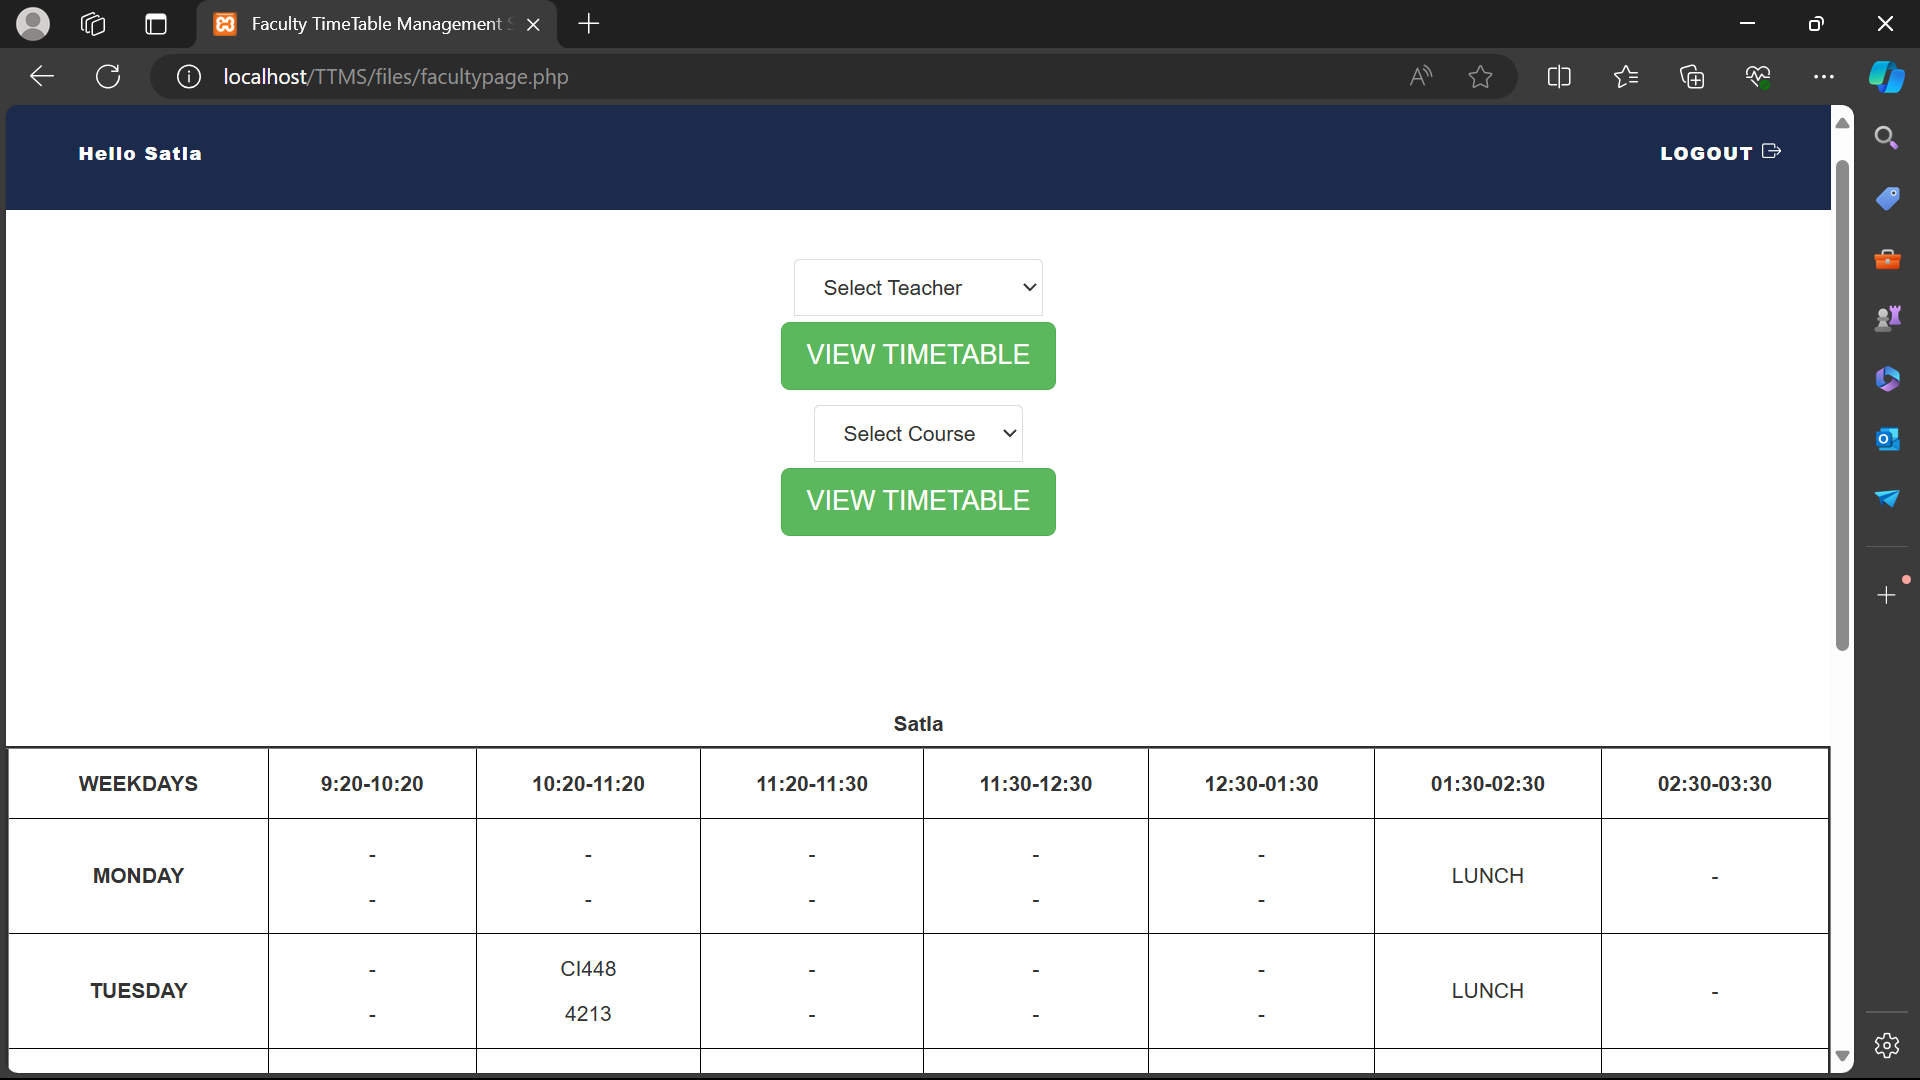 Faculty TimeTable Management
localhost/TTMS/files/facultypage.php
Hello Satla
LOGOUT
Select Teacher
VIEW TIMETABLE
Select Course
VIEW TIMETABLE
Satla
WEEKDAYS 9:20-10:20 10:20-11:20 11:20-11:30 11:30-12:30 12:30-01:30 01:30-02:30 02:30-03:30
- - - - -
MONDAY LUNCH -
- - - - -
- CI448 - - -
TUESDAY LUNCH -
- 4213 - - -